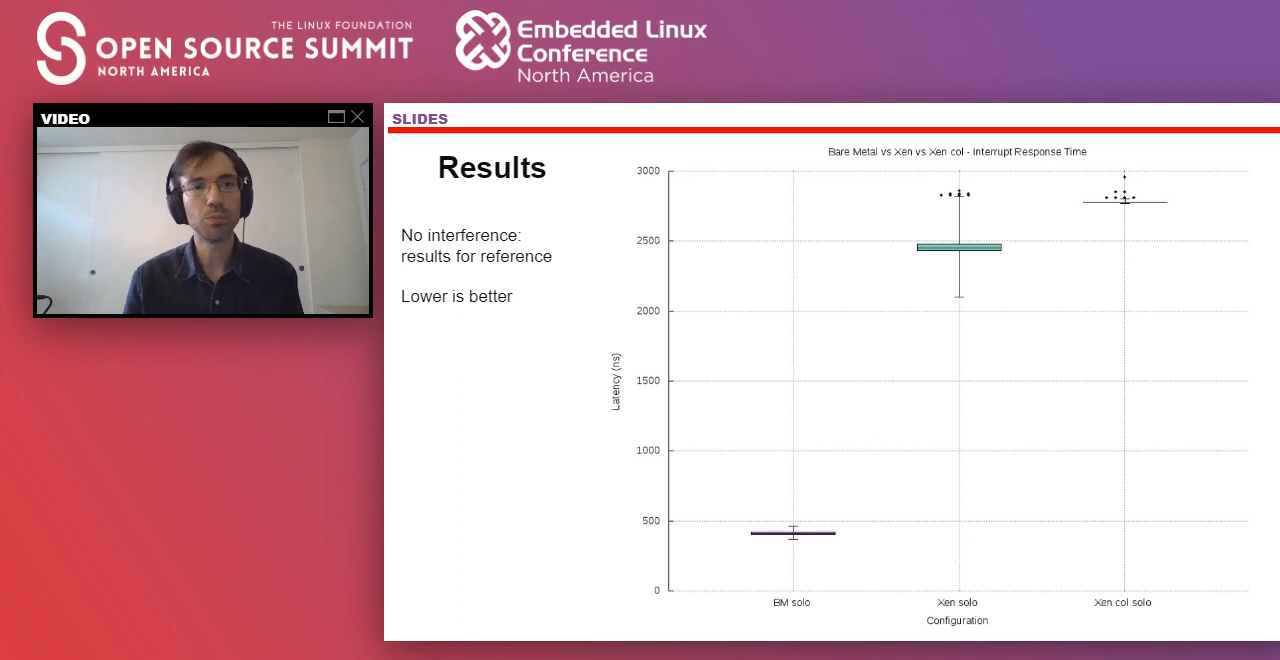 THE LINUX FOUNDATION
OPEN SOURCE SUMMIT
NORTH AMERICA
Embedded Linux
Conference
North America
VIDEO
SLIDES
Results
No interference:
results for reference
Lower is better
Bare Metal vs Xen vs Xen col - Interrupt Response Time
3000
2500
2000
1500
1000
500
0
Latency (ns)
BM solo
Xen solo
Xen col solo
Configuration